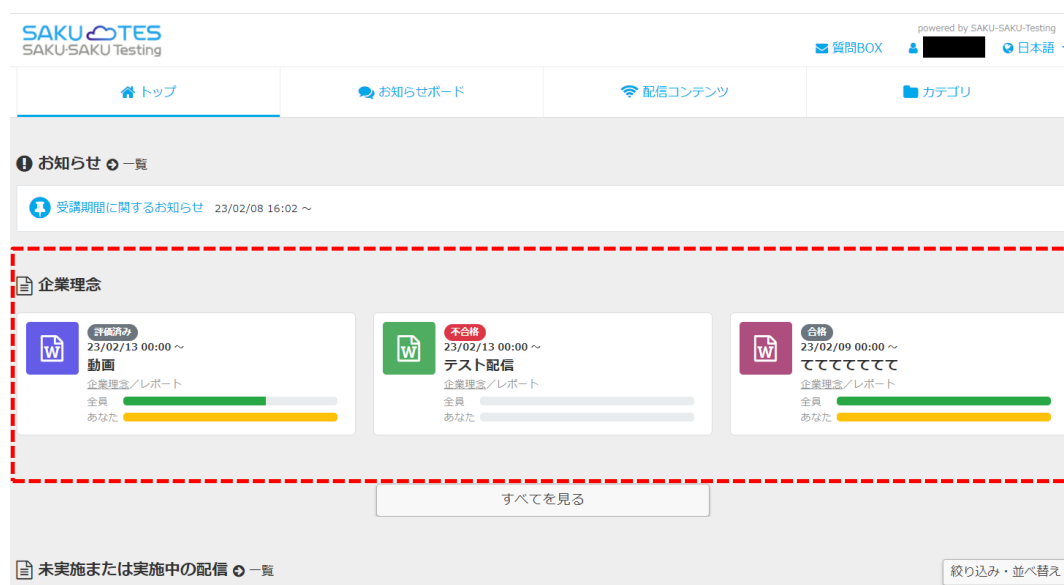 SAKU TES
SAKU-SAKU Testing
powered by SAKU-SAKU-Testing
質問BOX 日本語
トップ お知らせボード 配信コンテンツ カテゴリ
お知らせ 一覧
受講期間に関するお知らせ 23/02/08 16:02 ～
企業理念
W
評価済み
23/02/13 00:00 ～
動画
企業理念／レポート
全員
あなた
W
不合格
23/02/13 00:00 ～
テスト配信
企業理念／レポート
全員
あなた
W
合格
23/02/09 00:00 ～
ててててててて
企業理念／レポート
全員
あなた
すべてを見る
未実施または実施中の配信 一覧
絞り込み・並べ替え